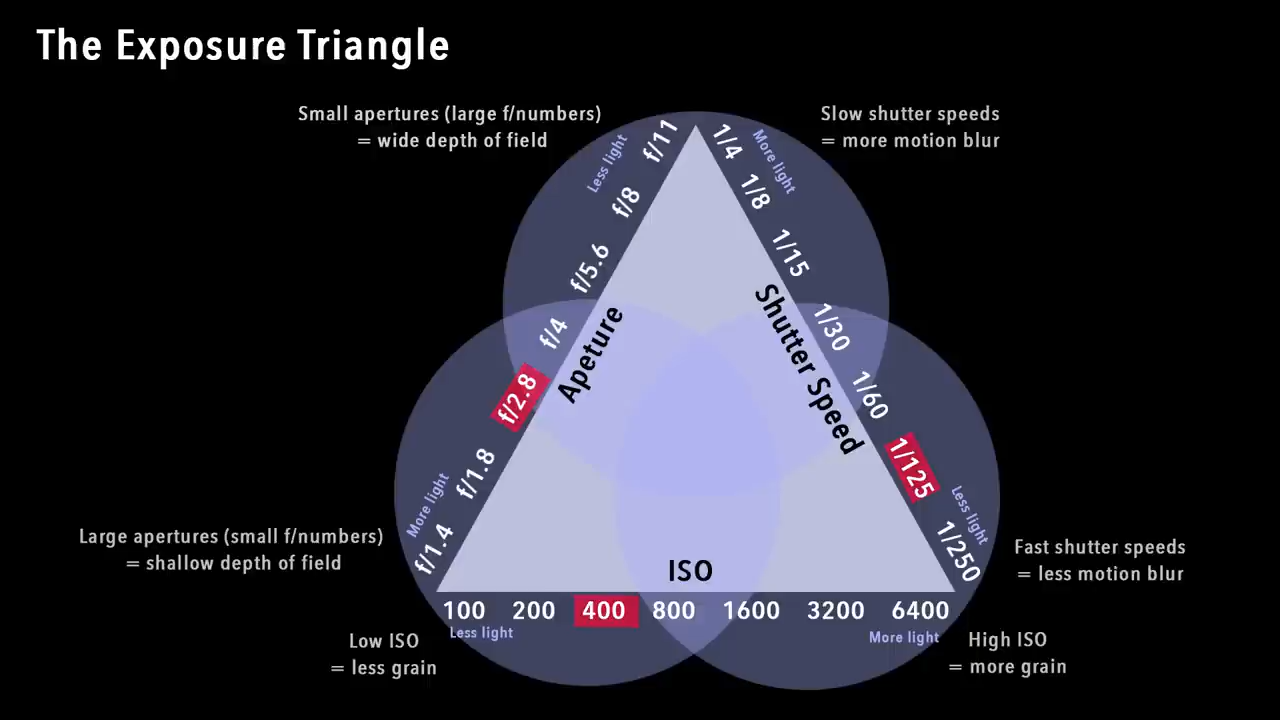 The Exposure Triangle
Small apertures (large f/numbers)
= wide depth of field
Slow shutter speeds
= more motion blur
Less light
f/11
f/8
f/5.6
f/4
f/2.8
f/1.8
f/1.4
More light
Apeture
1/4
1/8
1/15
1/30
1/60
1/125
1/250
More light
Less light
Shutter Speed
Large apertures (small f/numbers)
= shallow depth of field
Fast shutter speeds
= less motion blur
ISO
100 200 400 800 1600 3200 6400
Less light
More light
Low ISO
= less grain
High ISO
= more grain